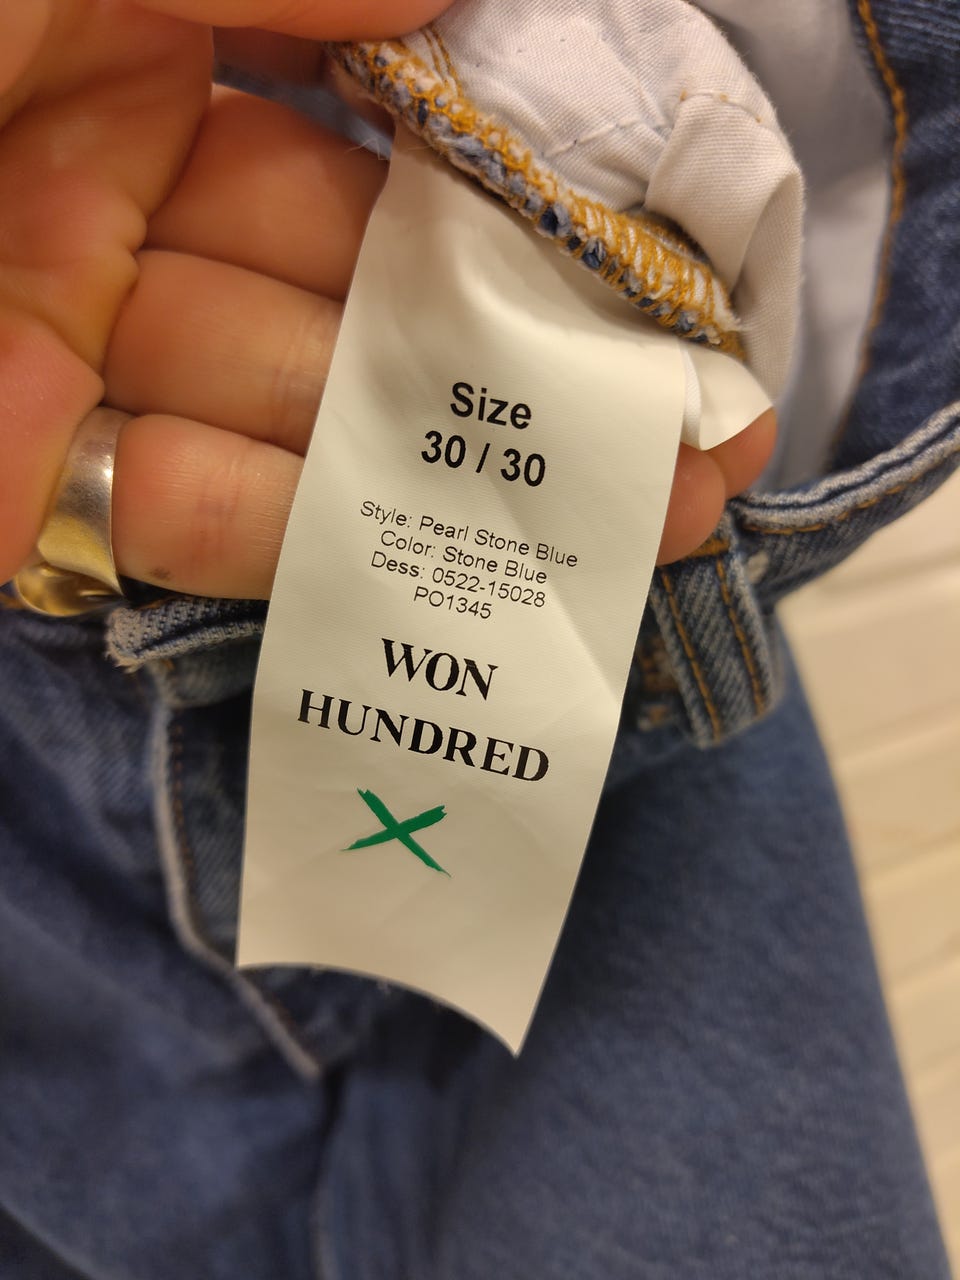 Size
30 / 30
Style: Pearl Stone Blue
Color: Stone Blue
Dess: 0522-15028
PO1345
WON
HUNDRED